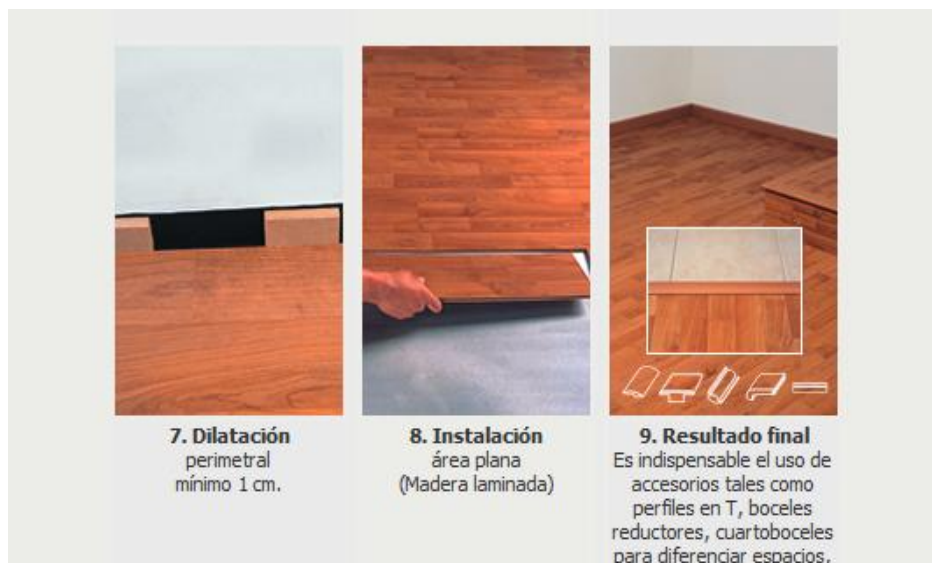 7. Dilatación
perimetral
mínimo 1 cm.
8. Instalación
área plana
(Madera laminada)
9. Resultado final
Es indispensable el uso de
accesorios tales como
perfiles en T, boceles
reductores, cuartoboceles
para diferenciar espacios,